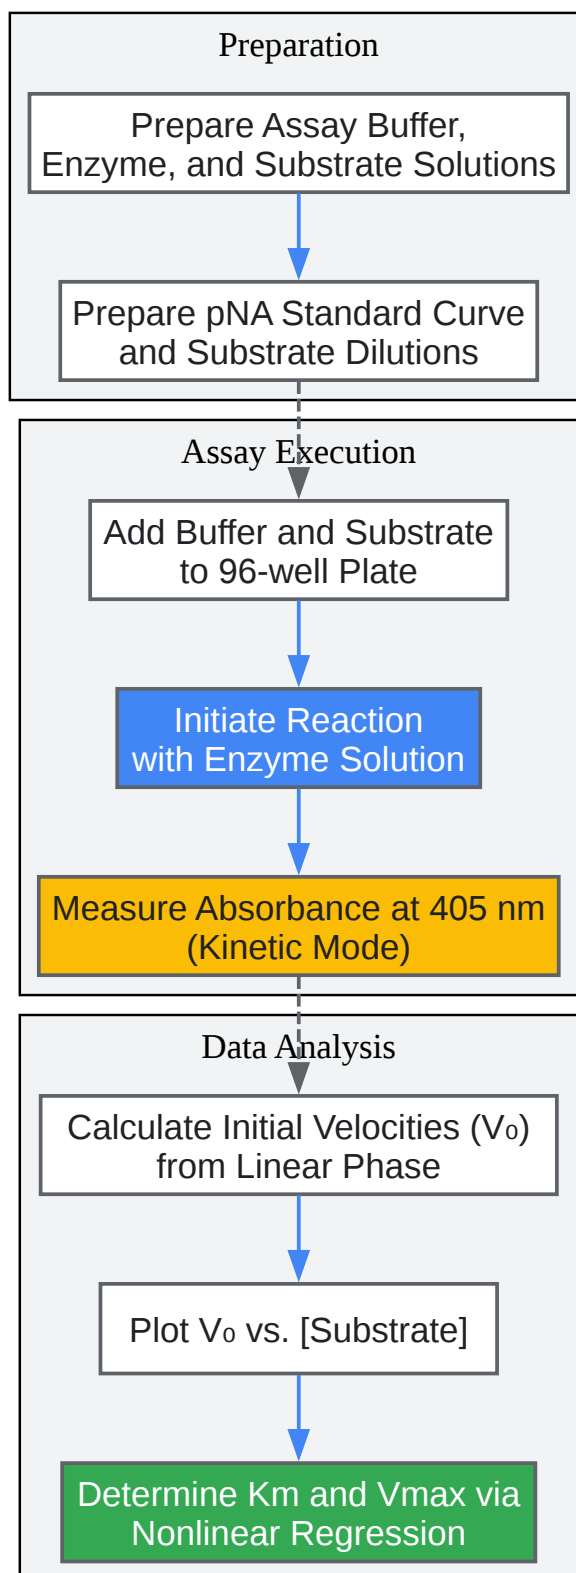 Preparation
Prepare Assay Buffer,
Enzyme, and Substrate Solutions
Prepare pNA Standard Curve
and Substrate Dilutions
Assay Execution
Add Buffer and Substrate
to 96-well Plate
Initiate Reaction
with Enzyme Solution
Measure Absorbance at 405 nm
(Kinetic Mode)
Data Analysis
Calculate Initial Velocities (V₀)
from Linear Phase
Plot V₀ vs. [Substrate]
Determine Km and Vmax via
Nonlinear Regression